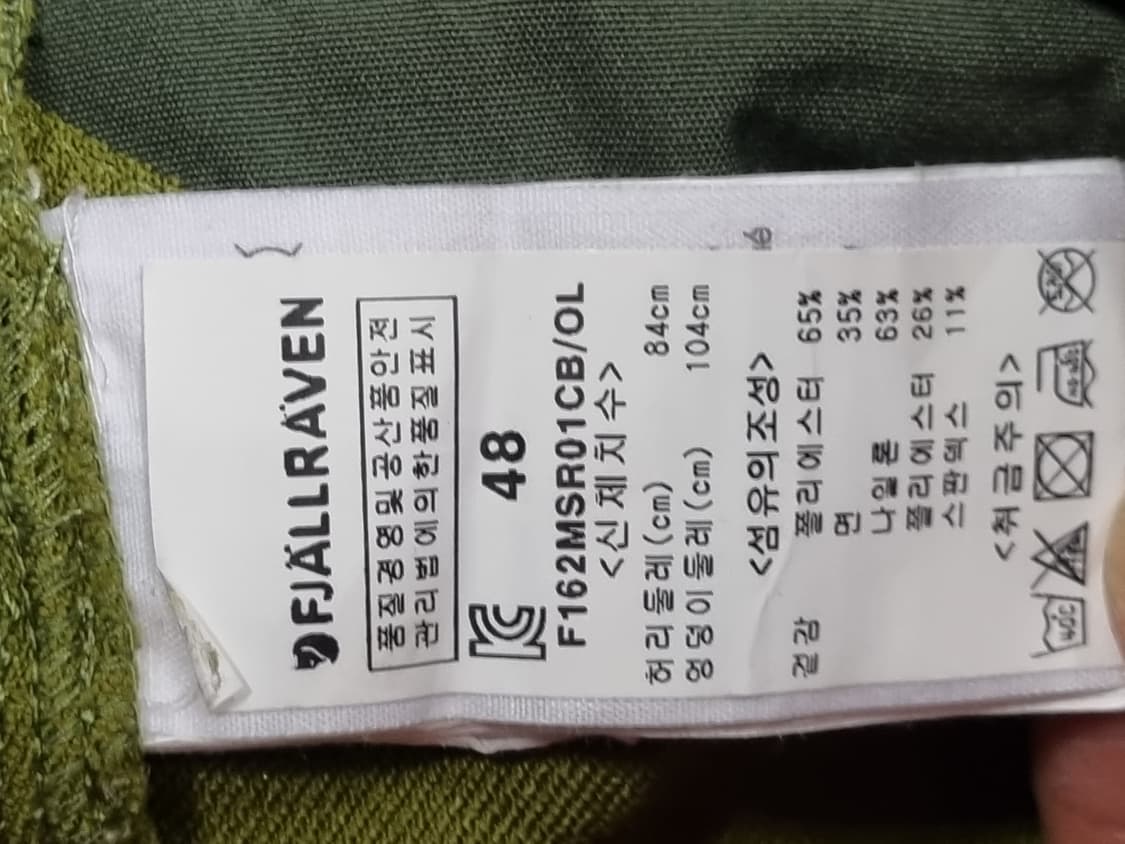 FJÄLLRÄVEN
품질경영및공산품안전
관리법에의한품질표시
48
F162MSR01CB/OL
<신체치수>
허리둘레(cm) 84cm
엉덩이둘레(cm) 104cm
<섬유의조성>
겉감 폴리에스터 65%
면 35%
나일론 63%
폴리에스터 26%
스판덱스 11%
<취급주의>
40C